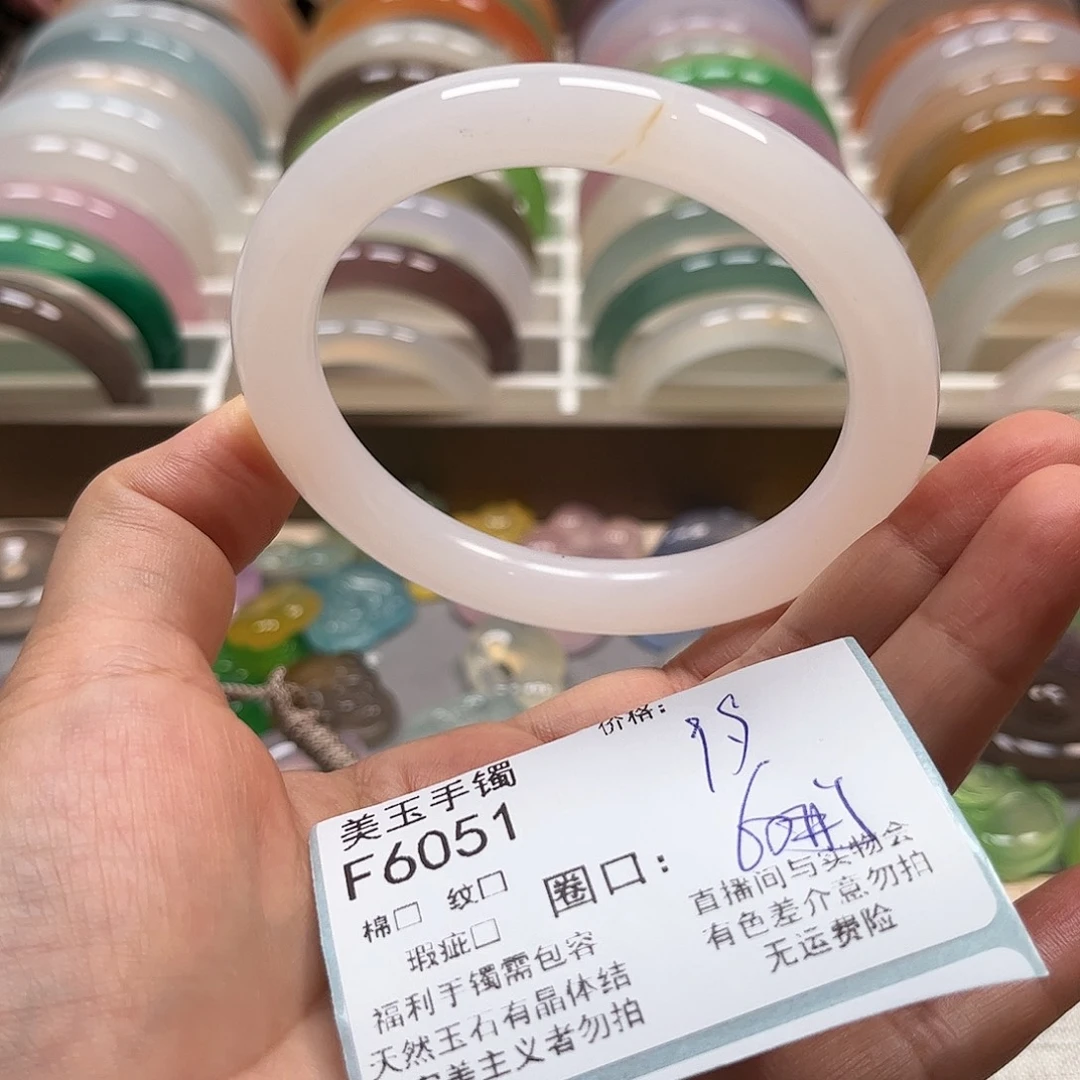 价格:
美玉手镯
F6051
棉□ 纹□
瑕疵□
圈口:
福利手镯需包容
天然玉石有晶体结
完美主义者勿拍
直播间与实物会
有色差介意勿拍
无运费险